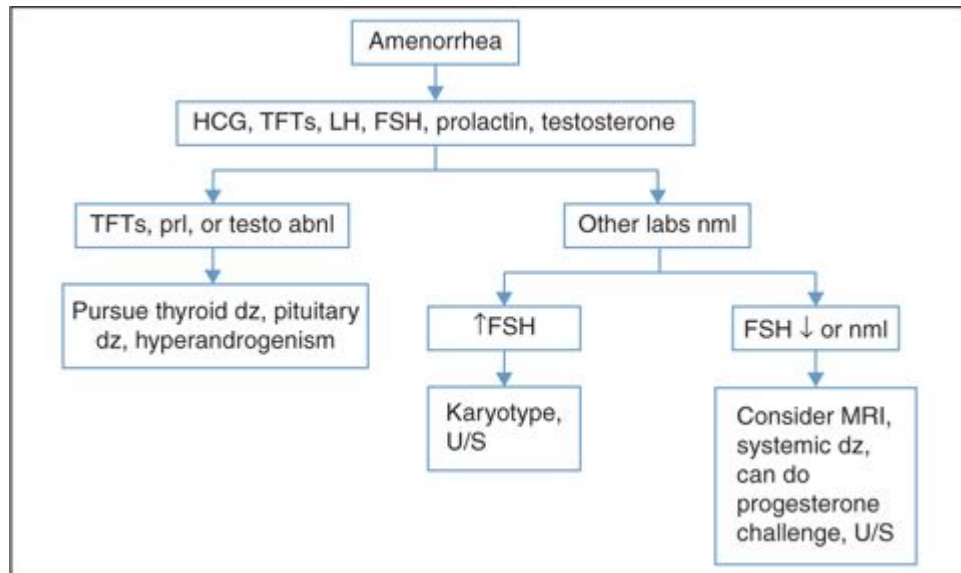 Amenorrhea
HCG, TFTs, LH, FSH, prolactin, testosterone
TFTs, prl, or testo abnl
Other labs nml
Pursue thyroid dz, pituitary
dz, hyperandrogenism
↑FSH
FSH ↓ or nml
Karyotype,
U/S
Consider MRI,
systemic dz,
can do
progesterone
challenge, U/S